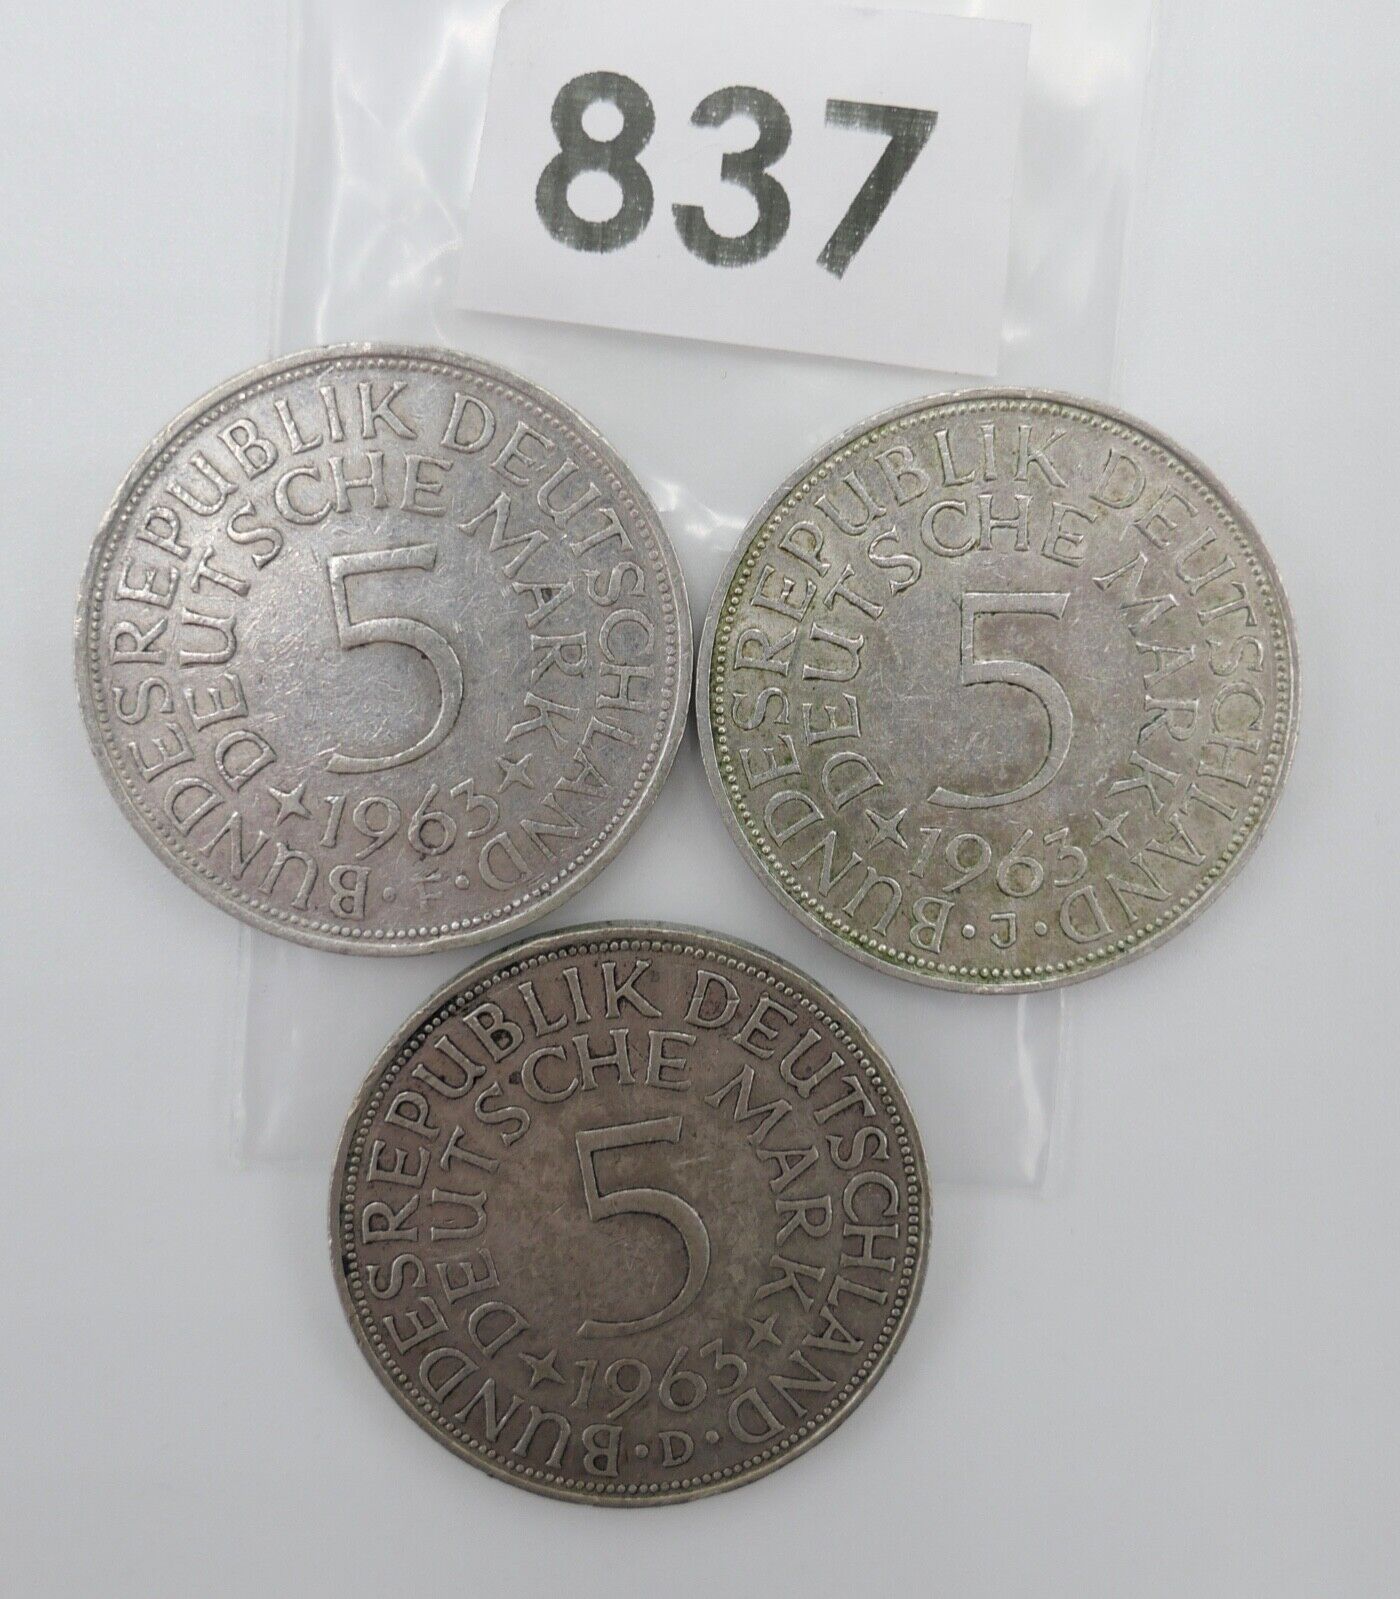 837
BUNDESREPUBLIK DEUTSCHLAND
DEUTSCHE MARK
5
1963
· F ·
BUNDESREPUBLIK DEUTSCHLAND
DEUTSCHE MARK
5
1963
· J ·
BUNDESREPUBLIK DEUTSCHLAND
DEUTSCHE MARK
5
1963
· D ·